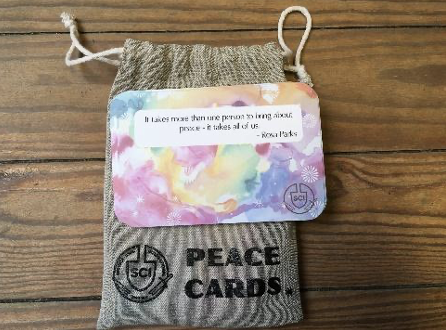 It takes more than one person to bring about
peace - it takes all of us.
- Rosa Parks
SCI
PEACE
CARDS.